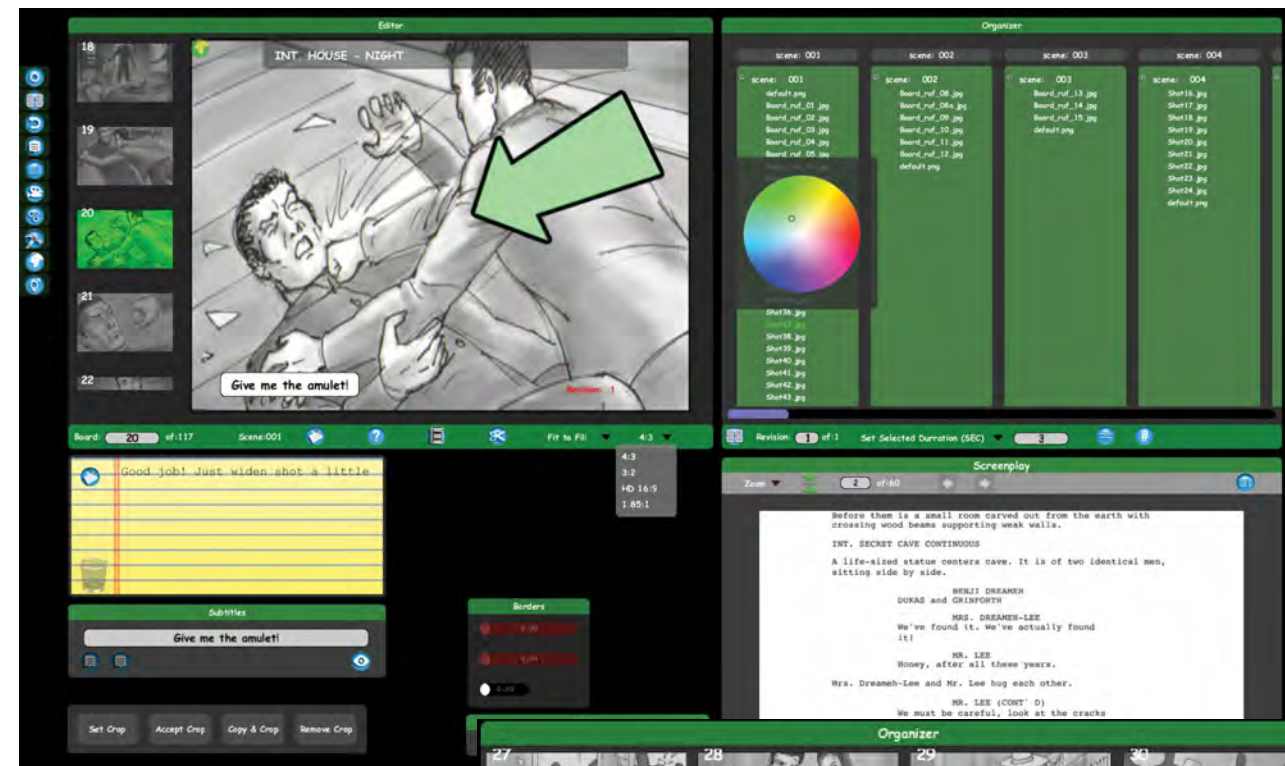 Editor
18
INT. HOUSE - NIGHT
19
20
21
22
Give me the amulet!
Revision: 1
Board: 20 of:117 Scene:001 Fit to Fill 4:3
4:3
3:2
HD 16:9
1.85:1
Good job! Just widen shot a little
Subtitles
Give me the amulet!
Set Crop Accept Crop Copy & Crop Remove Crop
Borders
0.00
0.00
0.00
Organizer
scene: 001 scene: 002 scene: 003 scene: 004
scene: 001
default.png
Board_ruf_01.jpg
Board_ruf_02.jpg
Board_ruf_03.jpg
Board_ruf_04.jpg
Board_ruf_05.jpg
Shot36.jpg
Shot38.jpg
Shot39.jpg
Shot40.jpg
Shot41.jpg
Shot42.jpg
Shot43.jpg
scene: 002
Board_ruf_08.jpg
Board_ruf_08a.jpg
Board_ruf_09.jpg
Board_ruf_10.jpg
Board_ruf_11.jpg
Board_ruf_12.jpg
default.png
scene: 003
Board_ruf_13.jpg
Board_ruf_14.jpg
Board_ruf_15.jpg
default.png
scene: 004
Shot16.jpg
Shot17.jpg
Shot18.jpg
Shot19.jpg
Shot20.jpg
Shot21.jpg
Shot22.jpg
Shot23.jpg
Shot24.jpg
default.png
Revision: 1 of:1 Set Selected Durration (SEC) 3
Screenplay
Zoom 2 of:60
Before them is a small room carved out from the earth with
crossing wood beams supporting weak walls.
INT. SECRET CAVE CONTINUOUS
A life-sized statue centers cave. It is of two identical men,
sitting side by side.
BENJI DREAMEH
DUKAS and GRINFORTH
MRS. DREAMEH-LEE
We've found it. We've actually found
it!
MR. LEE
Honey, after all these years.
Mrs. Dreameh-Lee and Mr. Lee hug each other.
MR. LEE (CONT' D)
We must be careful, look at the cracks
Organizer
27 28 29 30